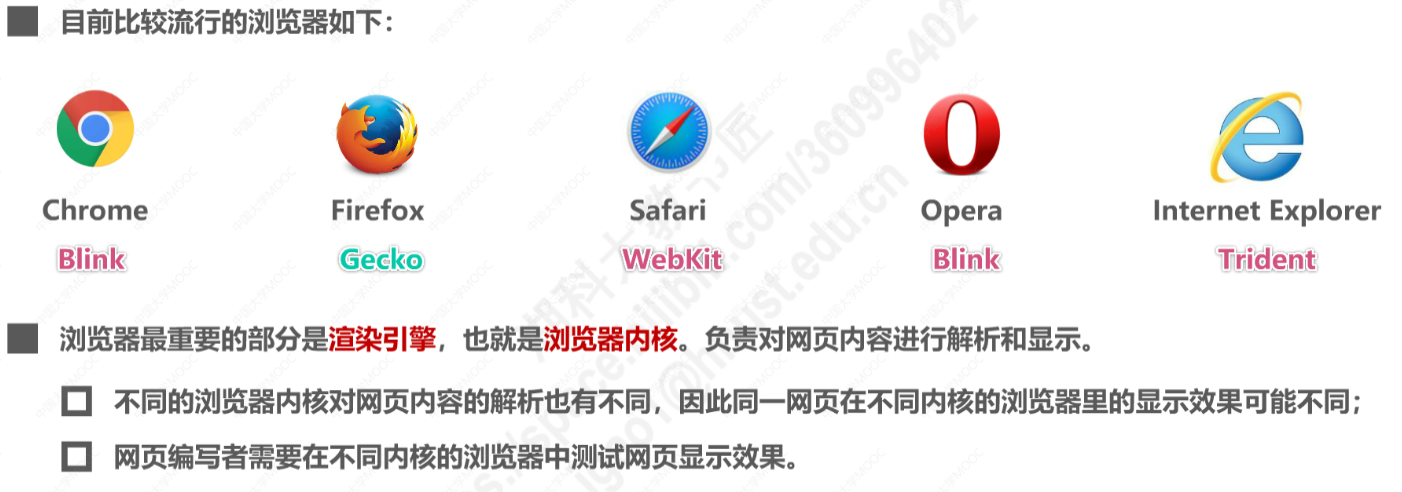 目前比较流行的浏览器如下：
Chrome Firefox Safari Opera Internet Explorer
Blink Gecko WebKit Blink Trident
浏览器最重要的部分是渲染引擎，也就是浏览器内核。负责对网页内容进行解析和显示。
不同的浏览器内核对网页内容的解析也有不同，因此同一网页在不同内核的浏览器里的显示效果可能不同；
网页编写者需要在不同内核的浏览器中测试网页显示效果。